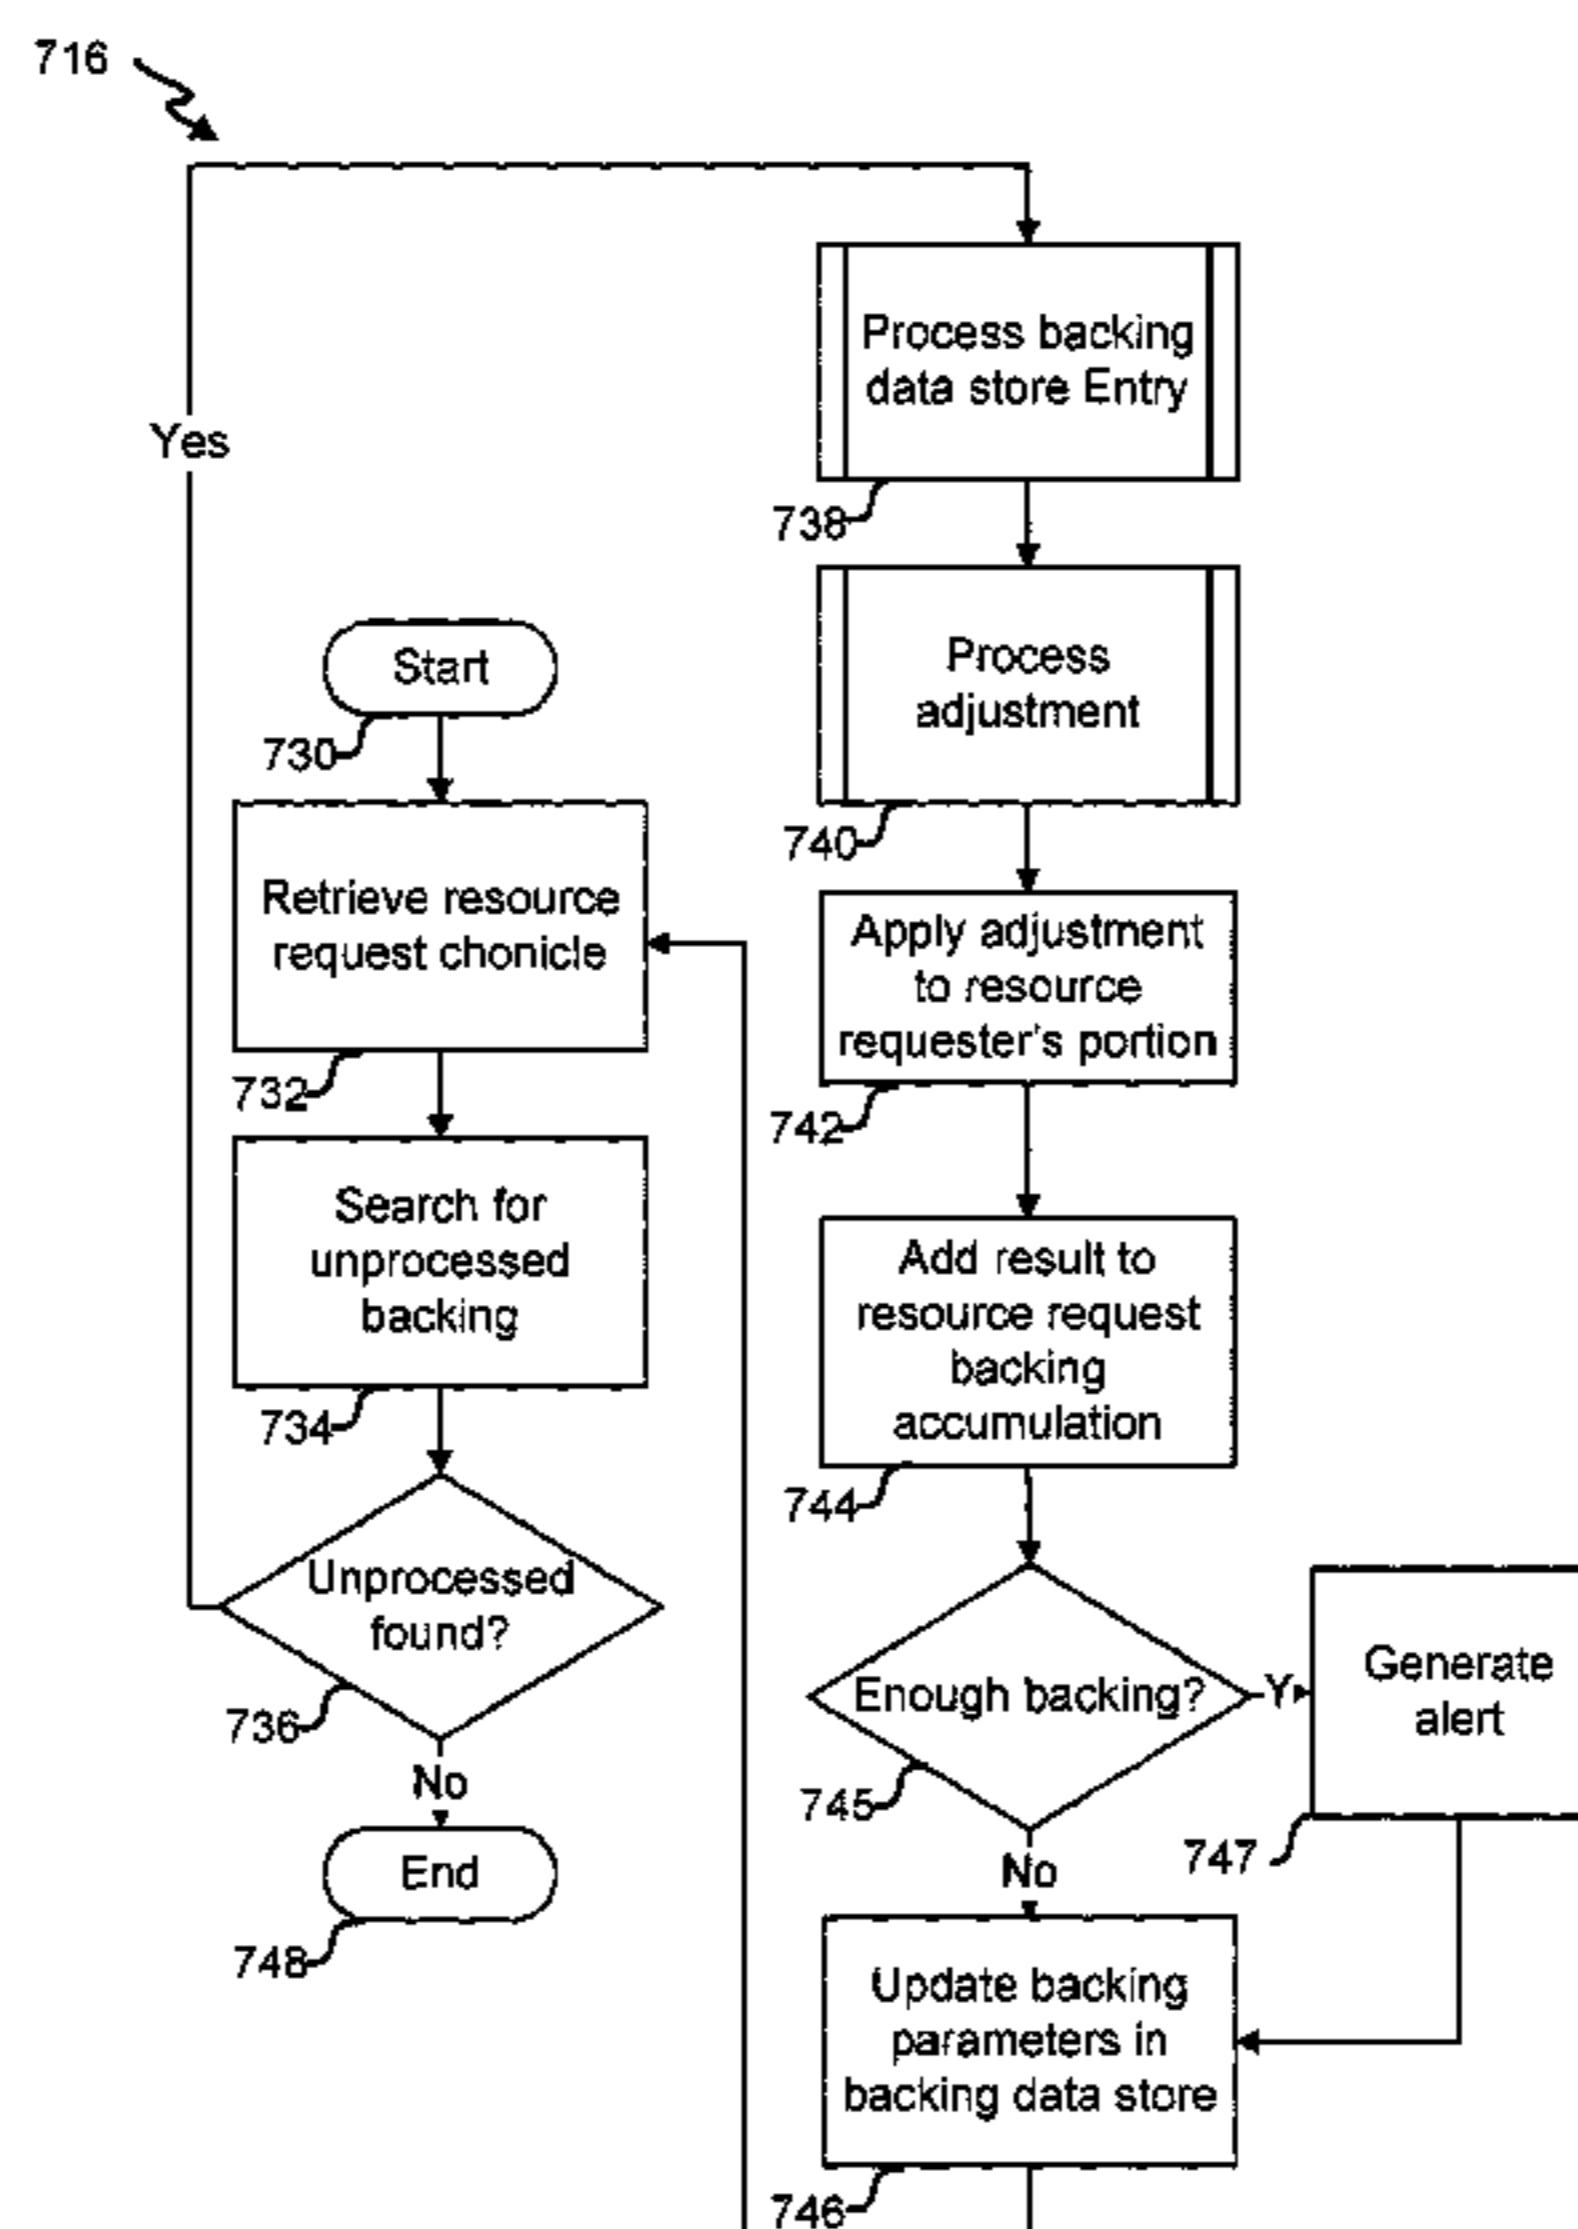 716
Yes
Process backing
data store Entry
738
Process
adjustment
740
Start
730
Retrieve resource
request chonicle
732
Apply adjustment
to resource
requester's portion
742
Search for
unprocessed
backing
734
Add result to
resource request
backing
accumulation
744
Unprocessed
found?
736
No
End
748
Enough backing?
745
Y
Generate
alert
747
No
Update backing
parameters in
backing data store
746